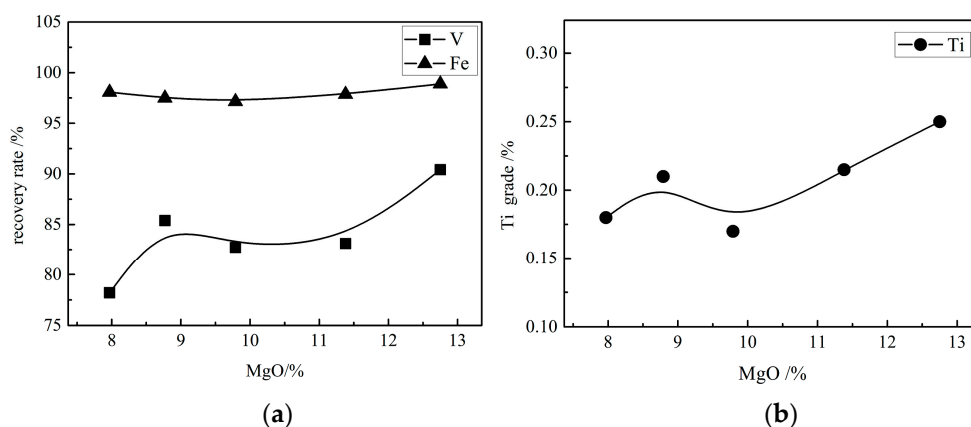 105
100
95
90
85
80
75
recovery rate /%
V
Fe
8 9 10 11 12 13
MgO/%
(a)
0.30
0.25
0.20
0.15
0.10
Ti grade /%
Ti
8 9 10 11 12 13
MgO /%
(b)